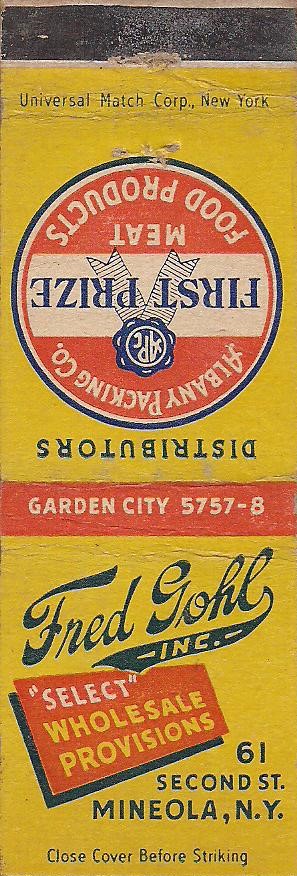 Universal Match Corp., New York
DISTRIBUTORS
ALBANY PACKING CO.
APC
FIRST PRIZE
MEAT
FOOD PRODUCTS
GARDEN CITY 5757-8
Fred Gohl
-INC.-
"SELECT"
WHOLESALE
PROVISIONS
61
SECOND ST.
MINEOLA, N.Y.
Close Cover Before Striking